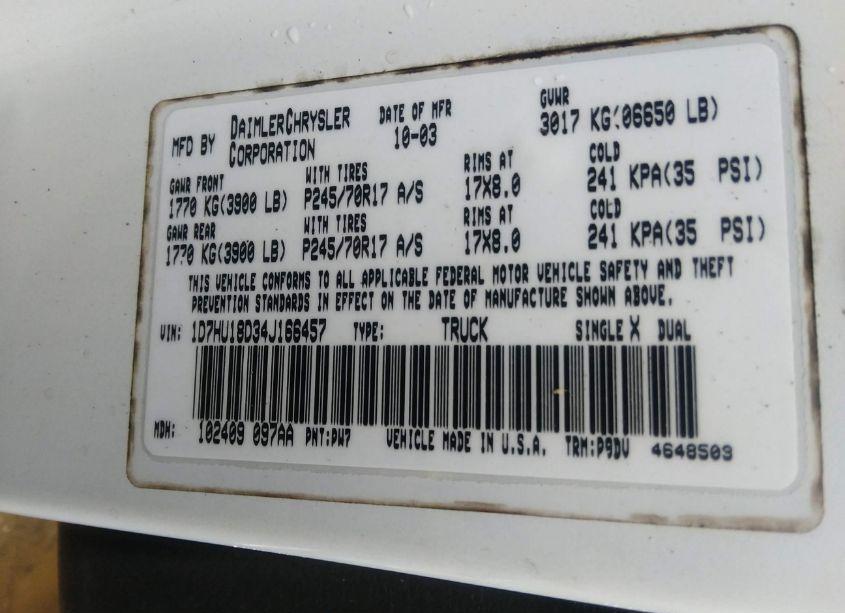 MFD BY DAIMLERCHRYSLER CORPORATION DATE OF MFR 10-03 GVWR 3017 KG(06650 LB)
GAWR FRONT WITH TIRES RIMS AT COLD
1770 KG(3900 LB) P245/70R17 A/S 17X8.0 241 KPA(35 PSI)
GAWR REAR WITH TIRES RIMS AT COLD
1770 KG(3900 LB) P245/70R17 A/S 17X8.0 241 KPA(35 PSI)
THIS VEHICLE CONFORMS TO ALL APPLICABLE FEDERAL MOTOR VEHICLE SAFETY AND THEFT
PREVENTION STANDARDS IN EFFECT ON THE DATE OF MANUFACTURE SHOWN ABOVE.
VIN: 1D7HU18D34J166457 TYPE: TRUCK SINGLE X DUAL
MDH: 102409 097AA PNT:PW7 VEHICLE MADE IN U.S.A. TRM:P9DV 4648503